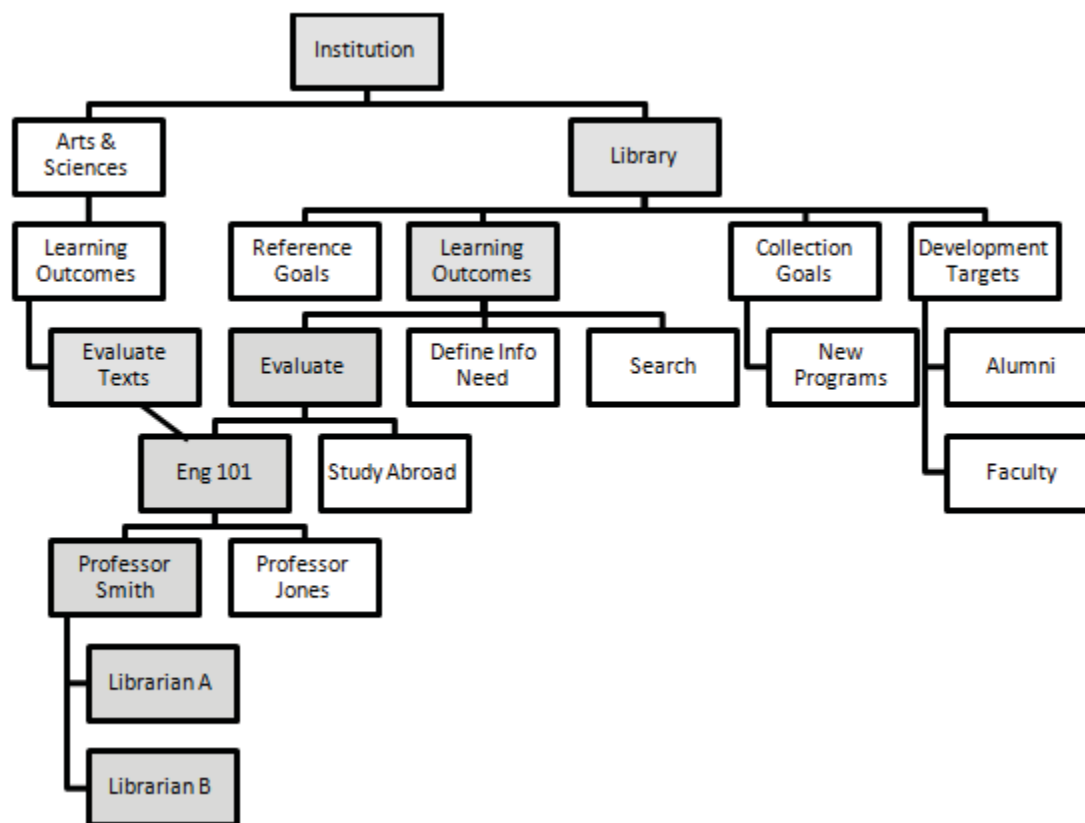 Institution
Arts &
Sciences
Library
Learning
Outcomes
Reference
Goals
Learning
Outcomes
Collection
Goals
Development
Targets
Evaluate
Texts
Evaluate
Define Info
Need
Search
New
Programs
Alumni
Eng 101
Study Abroad
Faculty
Professor
Smith
Professor
Jones
Librarian A
Librarian B